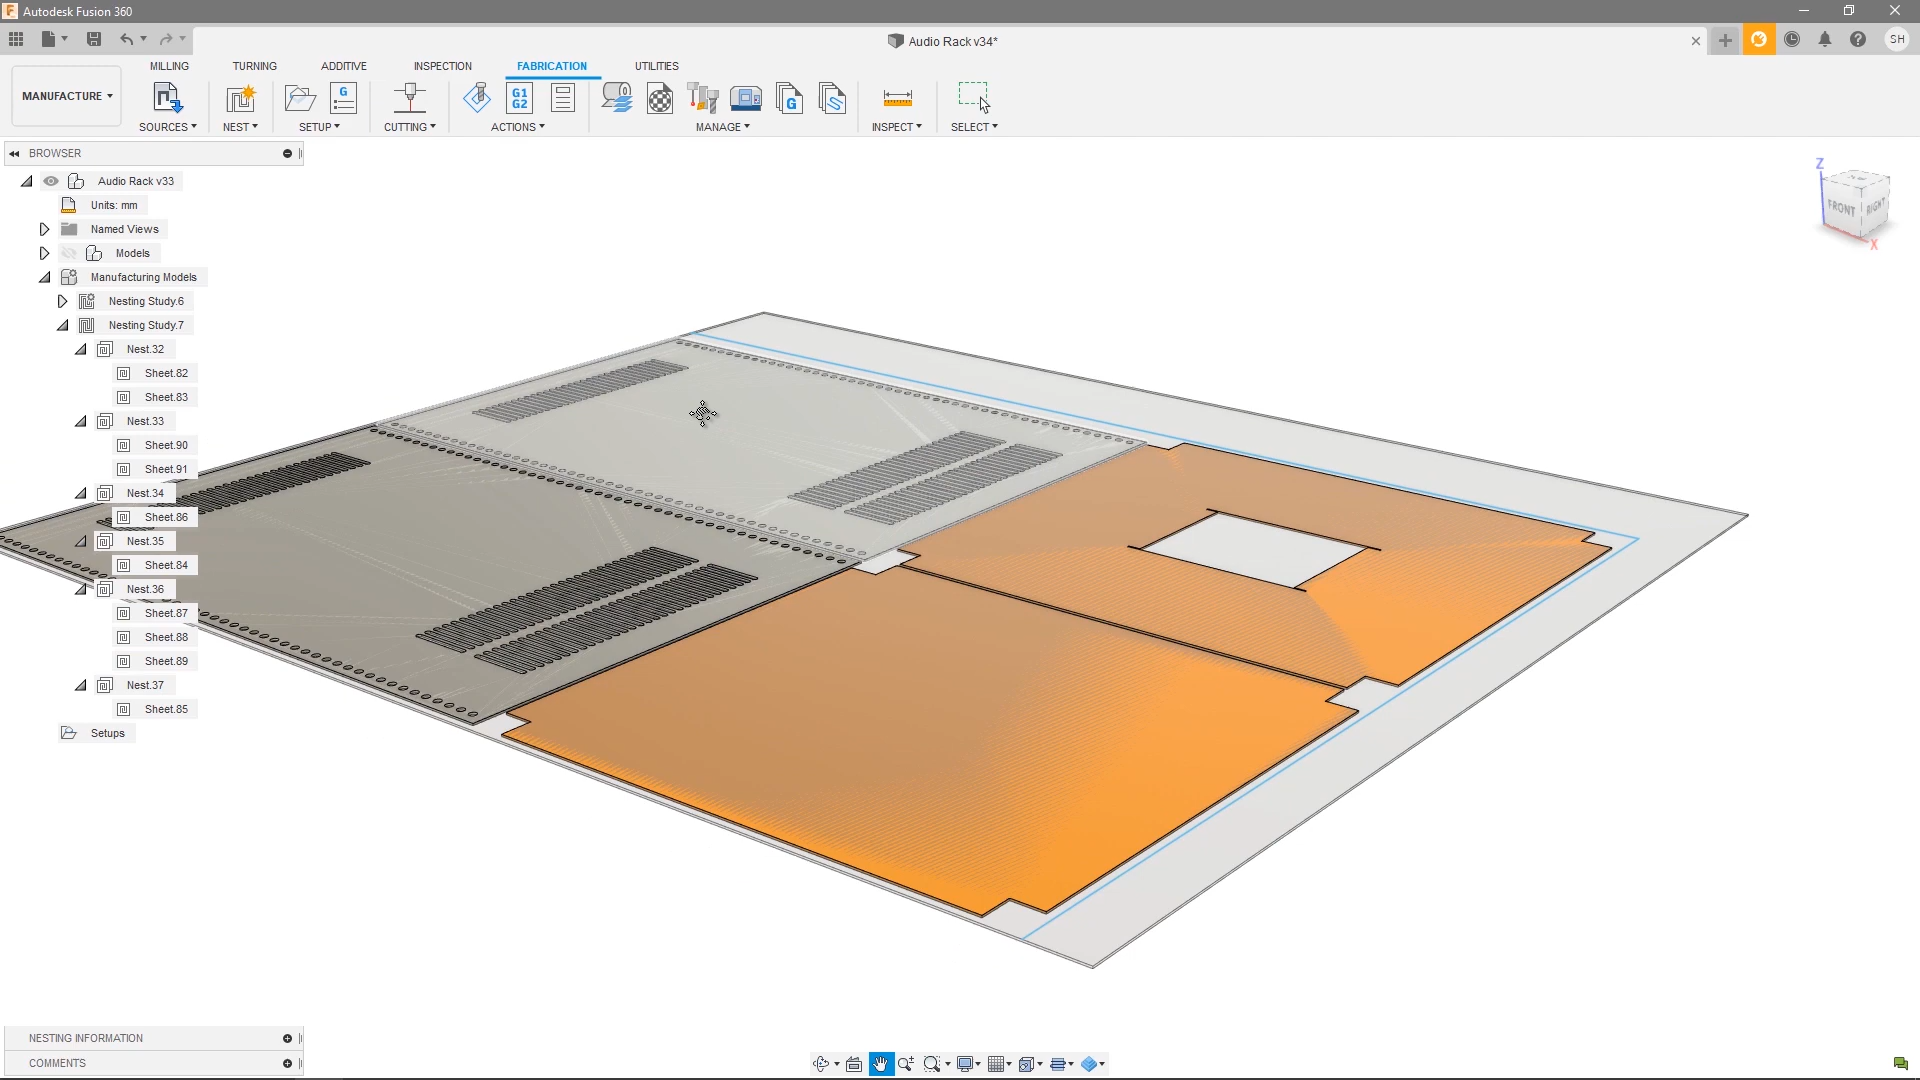 Autodesk Fusion 360
Audio Rack v34*
SH
MANUFACTURE
MILLING
TURNING
ADDITIVE
INSPECTION
FABRICATION
UTILITIES
G
G1
G2
G
SOURCES
NEST
SETUP
CUTTING
ACTIONS
MANAGE
INSPECT
SELECT
BROWSER
Audio Rack v33
Units: mm
Named Views
Models
Manufacturing Models
Nesting Study.6
Nesting Study.7
Nest.32
Sheet.82
Sheet.83
Nest.33
Sheet.90
Sheet.91
Nest.34
Sheet.86
Nest.35
Sheet.84
Nest.36
Sheet.87
Sheet.88
Sheet.89
Nest.37
Sheet.85
Setups
Z
FRONT
RIGHT
X
NESTING INFORMATION
COMMENTS